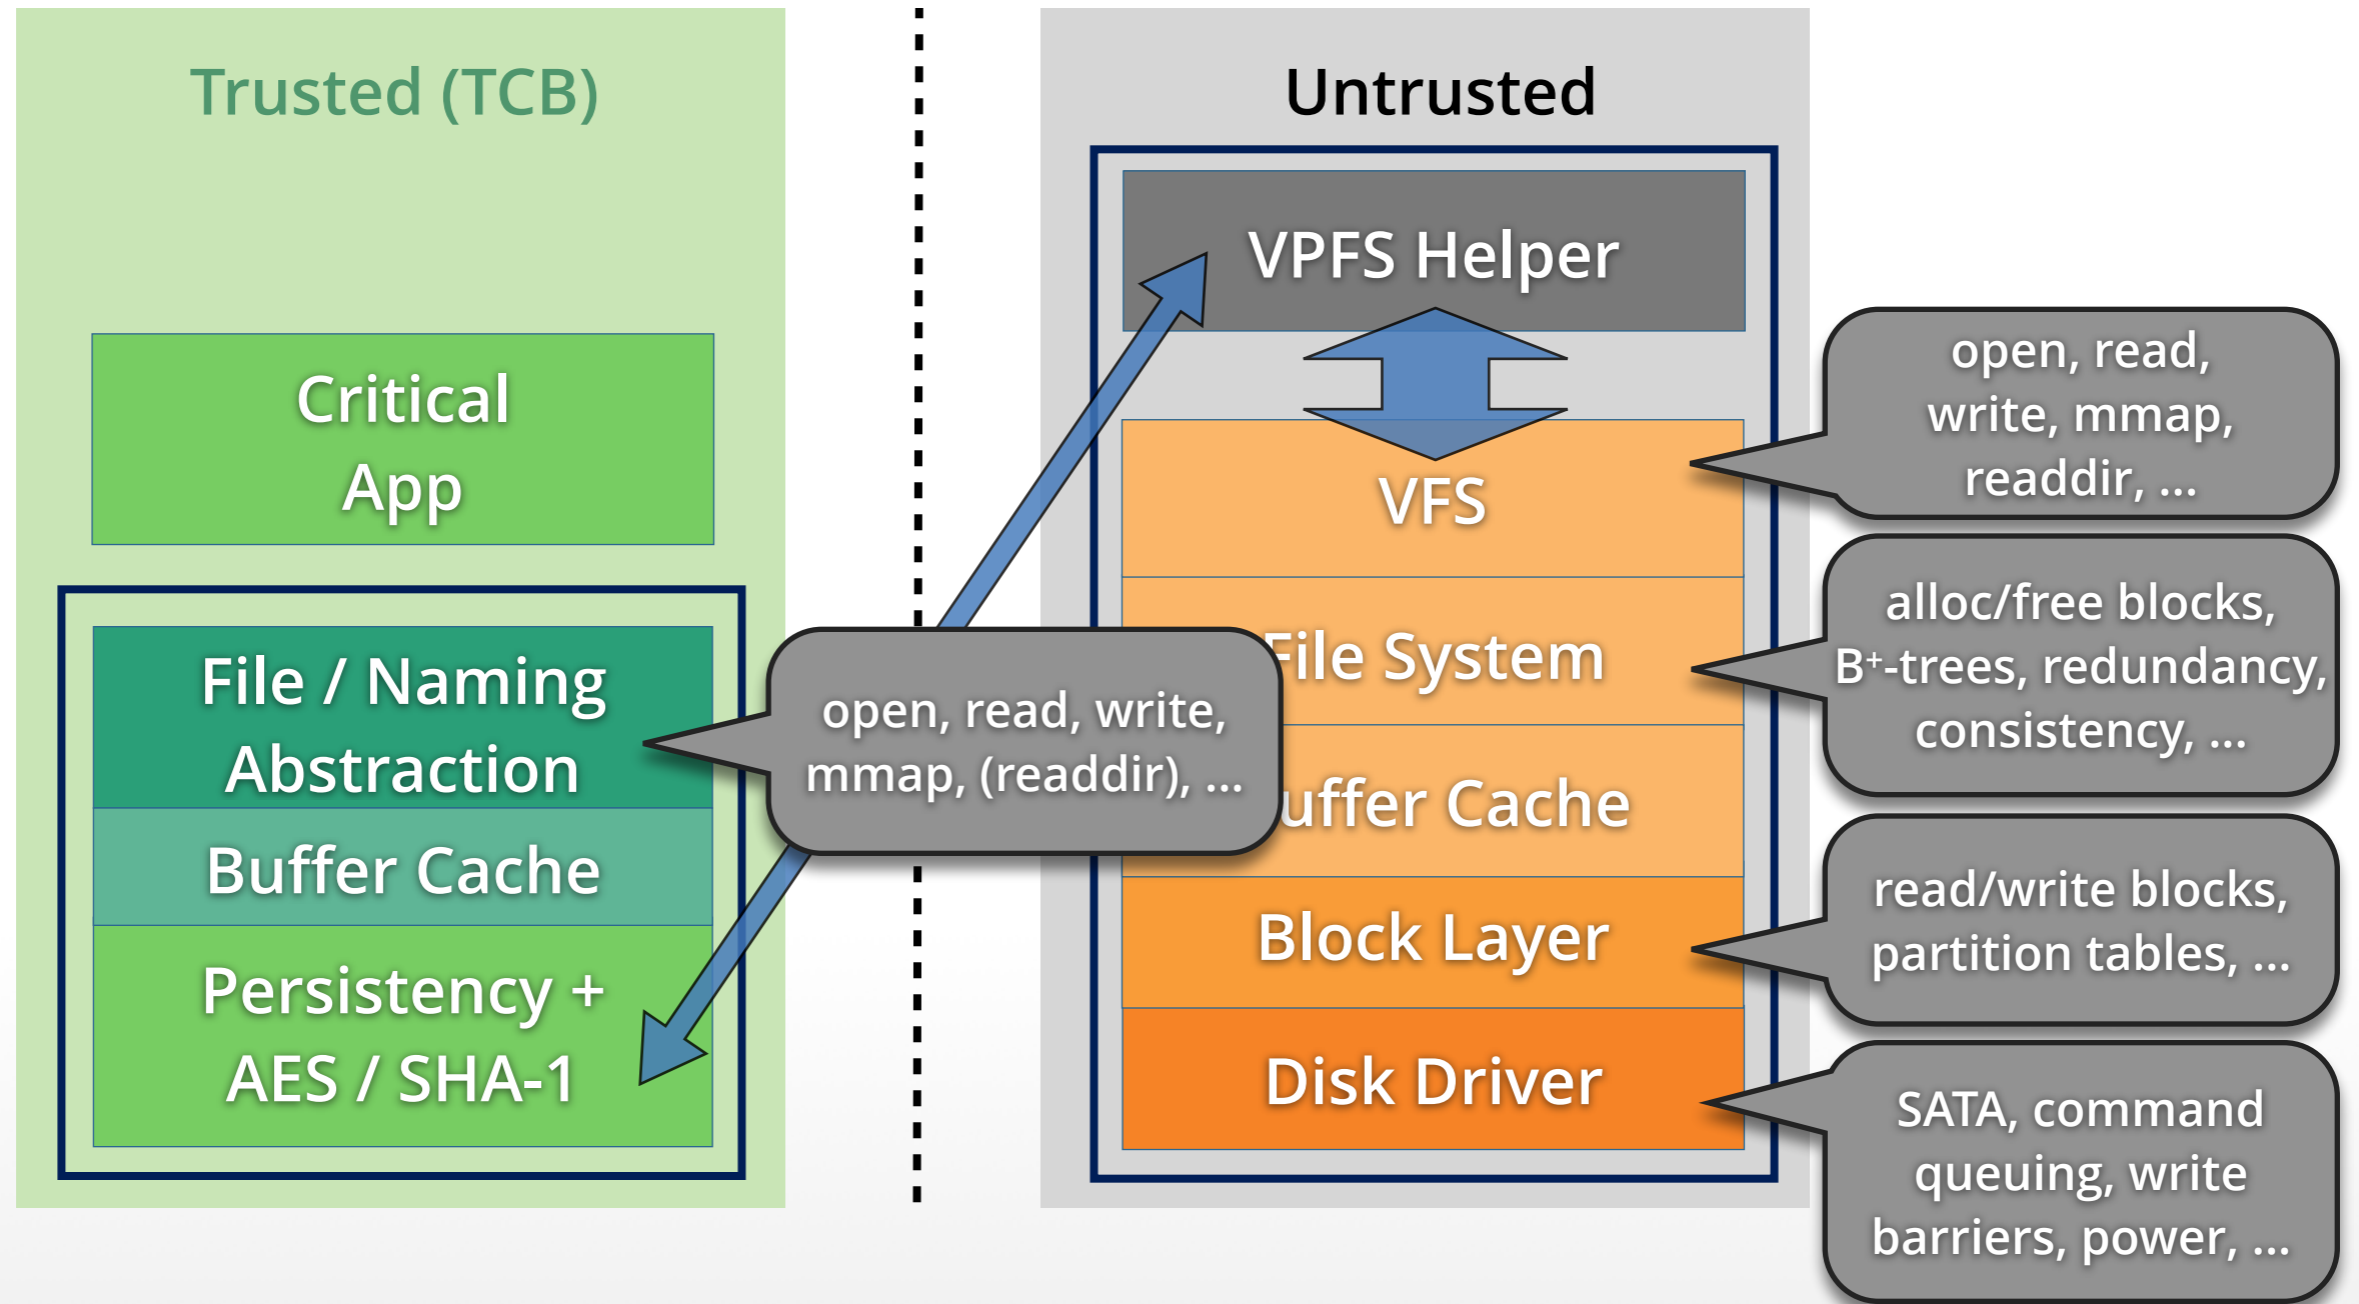 Trusted (TCB)
Critical
App
File / Naming
Abstraction
Buffer Cache
Persistency +
AES / SHA-1
open, read, write,
mmap, (readdir), ...
Untrusted
VPFS Helper
VFS
File System
uffer Cache
Block Layer
Disk Driver
open, read,
write, mmap,
readdir, ...
alloc/free blocks,
B⁺-trees, redundancy,
consistency, ...
read/write blocks,
partition tables, ...
SATA, command
queuing, write
barriers, power, ...